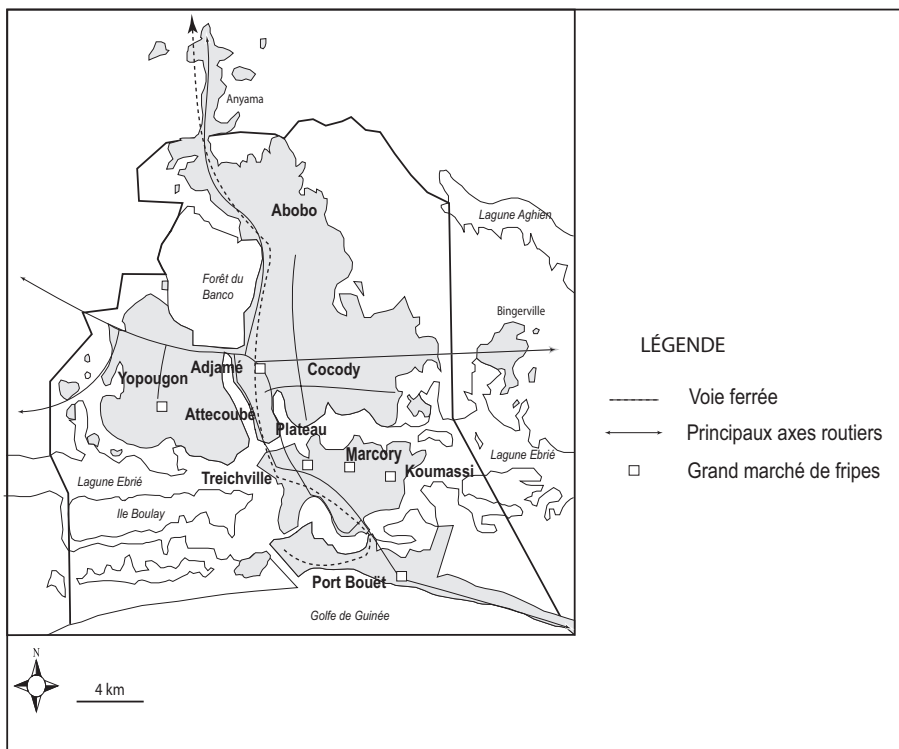 Anyama
Abobo
Lagune Aghien
Forêt du
Banco
Bingerville
Adjamé
Cocody
Yopougon
Attecoubé
Plateau
Marcory
Treichville
Koumassi
Lagune Ebrié
Lagune Ebrié
Ile Boulay
Port Bouët
Golfe de Guinée
N
4 km
LÉGENDE
Voie ferrée
Principaux axes routiers
Grand marché de fripes